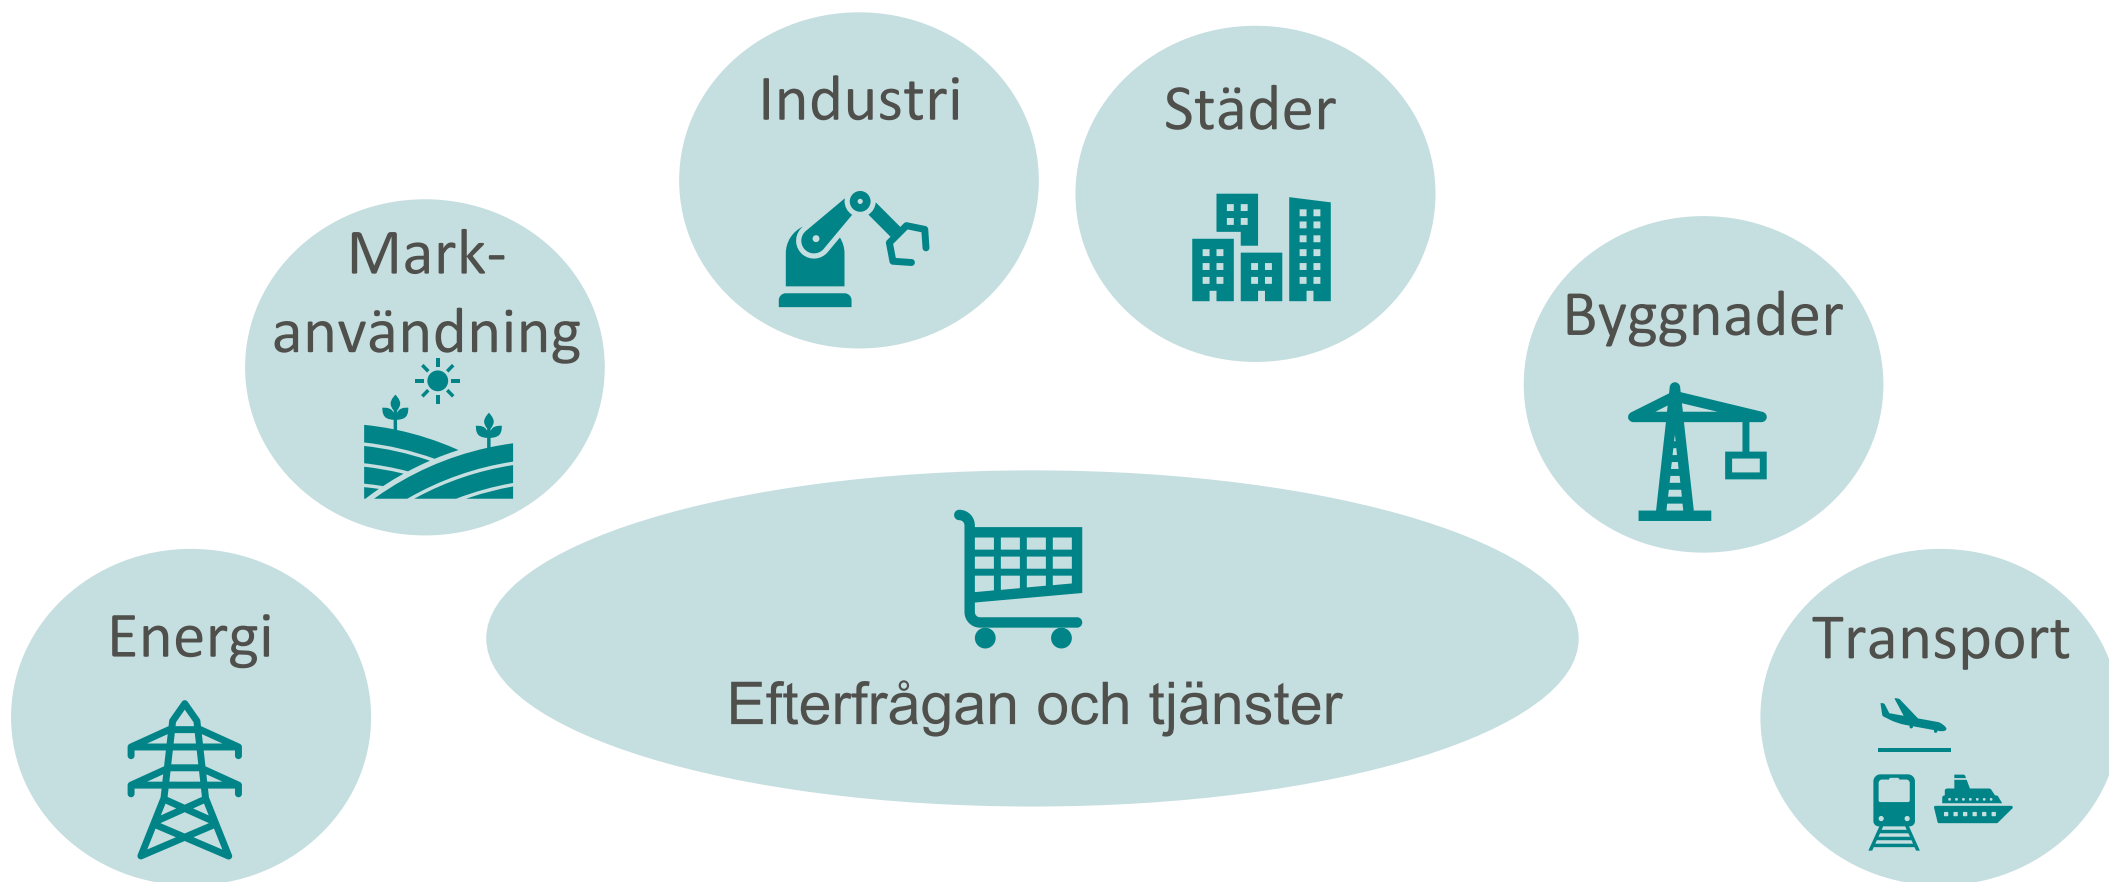 Industri
Städer
Mark-
användning
Byggnader
Energi
Transport
Efterfrågan och tjänster